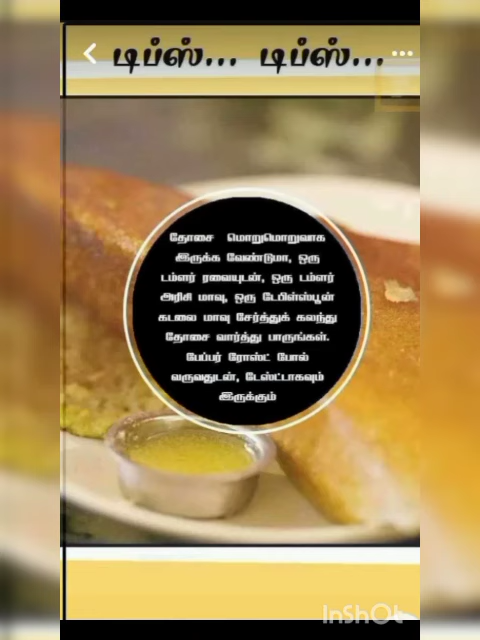 டிப்ஸ்... டிப்ஸ்...
தோசை மொறுமொறுவாக
இருக்க வேண்டுமா, ஒரு
டம்ளர் ரவையுடன், ஒரு டம்ளர்
அரிசி மாவு, ஒரு டேபிள்ஸ்பூன்
கடலை மாவு சேர்த்துக் கலந்து
தோசை வார்த்து பாருங்கள்.
பேப்பர் ரோஸ்ட் போல்
வருவதுடன், டேஸ்ட்டாகவும்
இருக்கும்
InShOt